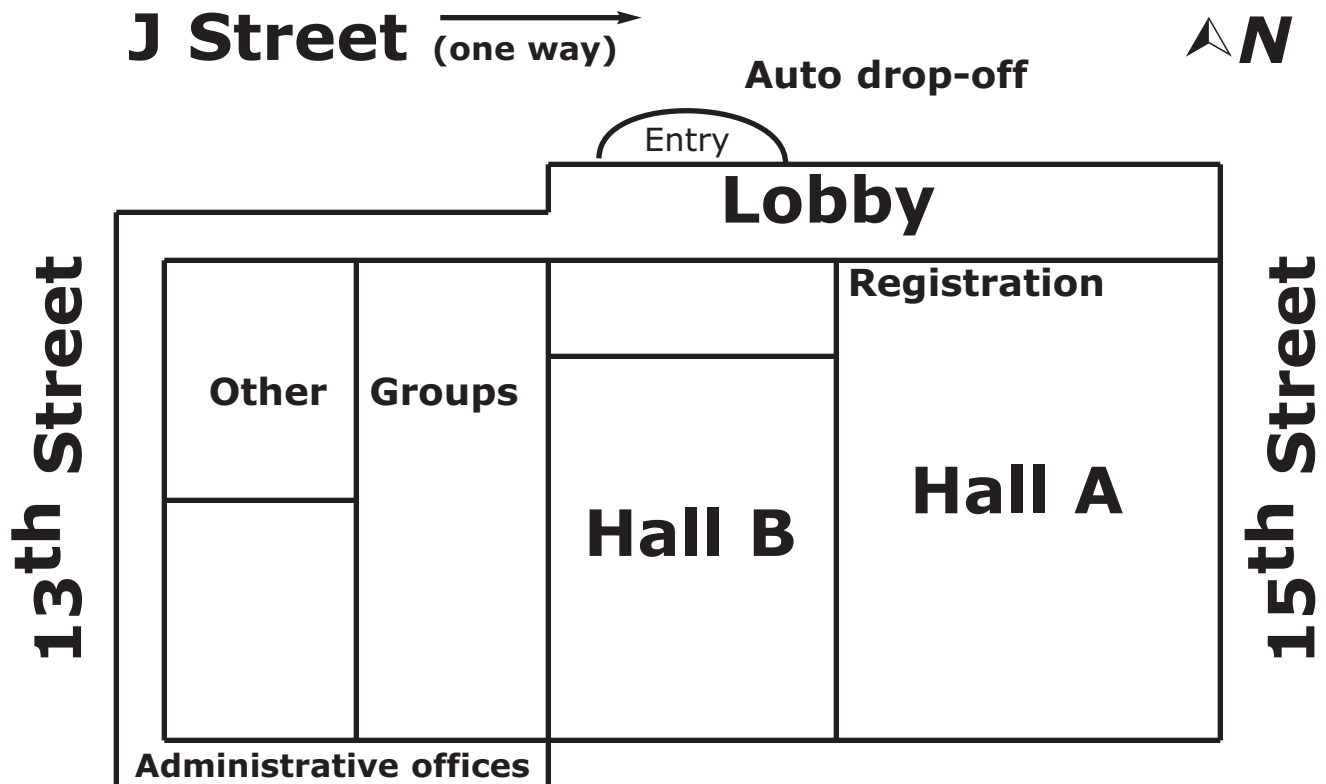 J Street (one way)
N
Auto drop-off
Entry
Lobby
Registration
13th Street
Other Groups
15th Street
Hall A
Hall B
Administrative offices